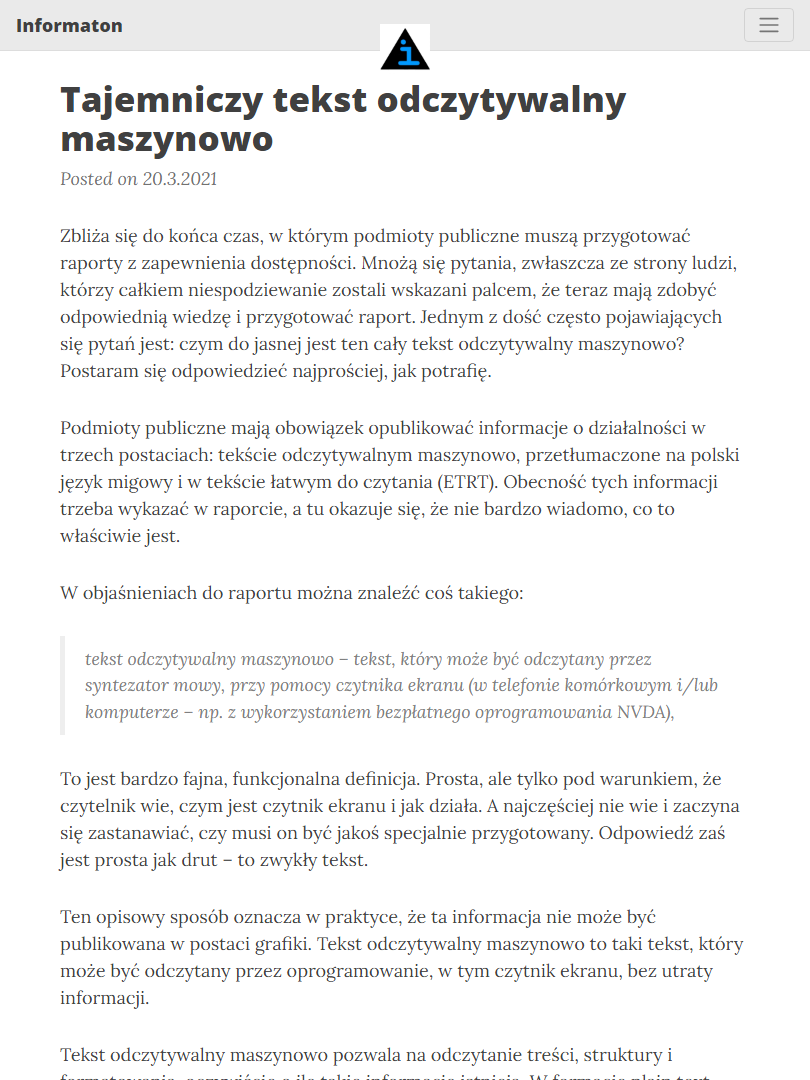 Informaton
i
Tajemniczy tekst odczytywalny
maszynowo
Posted on 20.3.2021
Zbliża się do końca czas, w którym podmioty publiczne muszą przygotować
raporty z zapewnienia dostępności. Mnożą się pytania, zwłaszcza ze strony ludzi,
którzy całkiem niespodziewanie zostali wskazani palcem, że teraz mają zdobyć
odpowiednią wiedzę i przygotować raport. Jednym z dość często pojawiających
się pytań jest: czym do jasnej jest ten cały tekst odczytywalny maszynowo?
Postaram się odpowiedzieć najprościej, jak potrafię.
Podmioty publiczne mają obowiązek opublikować informacje o działalności w
trzech postaciach: tekście odczytywalnym maszynowo, przetłumaczone na polski
język migowy i w tekście łatwym do czytania (ETRT). Obecność tych informacji
trzeba wykazać w raporcie, a tu okazuje się, że nie bardzo wiadomo, co to
właściwie jest.
W objaśnieniach do raportu można znaleźć coś takiego:
tekst odczytywalny maszynowo – tekst, który może być odczytany przez
syntezator mowy, przy pomocy czytnika ekranu (w telefonie komórkowym i/lub
komputerze – np. z wykorzystaniem bezpłatnego oprogramowania NVDA),
To jest bardzo fajna, funkcjonalna definicja. Prosta, ale tylko pod warunkiem, że
czytelnik wie, czym jest czytnik ekranu i jak działa. A najczęściej nie wie i zaczyna
się zastanawiać, czy musi on być jakoś specjalnie przygotowany. Odpowiedź zaś
jest prosta jak drut – to zwykły tekst.
Ten opisowy sposób oznacza w praktyce, że ta informacja nie może być
publikowana w postaci grafiki. Tekst odczytywalny maszynowo to taki tekst, który
może być odczytany przez oprogramowanie, w tym czytnik ekranu, bez utraty
informacji.
Tekst odczytywalny maszynowo pozwala na odczytanie treści, struktury i